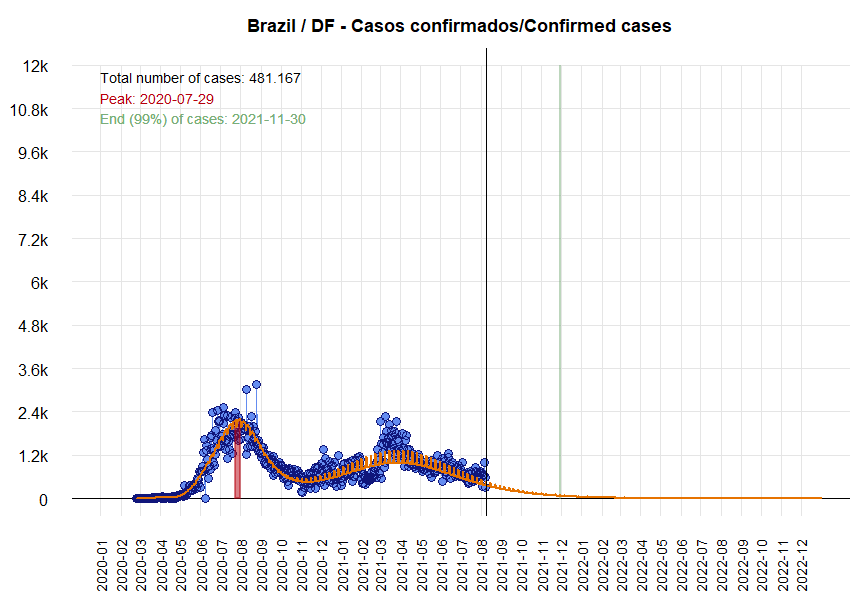 Brazil / DF - Casos confirmados/Confirmed cases
Total number of cases: 481.167
Peak: 2020-07-29
End (99%) of cases: 2021-11-30
12k
10.8k
9.6k
8.4k
7.2k
6k
4.8k
3.6k
2.4k
1.2k
0
2020-01
2020-02
2020-03
2020-04
2020-05
2020-06
2020-07
2020-08
2020-09
2020-10
2020-11
2020-12
2021-01
2021-02
2021-03
2021-04
2021-05
2021-06
2021-07
2021-08
2021-09
2021-10
2021-11
2021-12
2022-01
2022-02
2022-03
2022-04
2022-05
2022-06
2022-07
2022-08
2022-09
2022-10
2022-11
2022-12